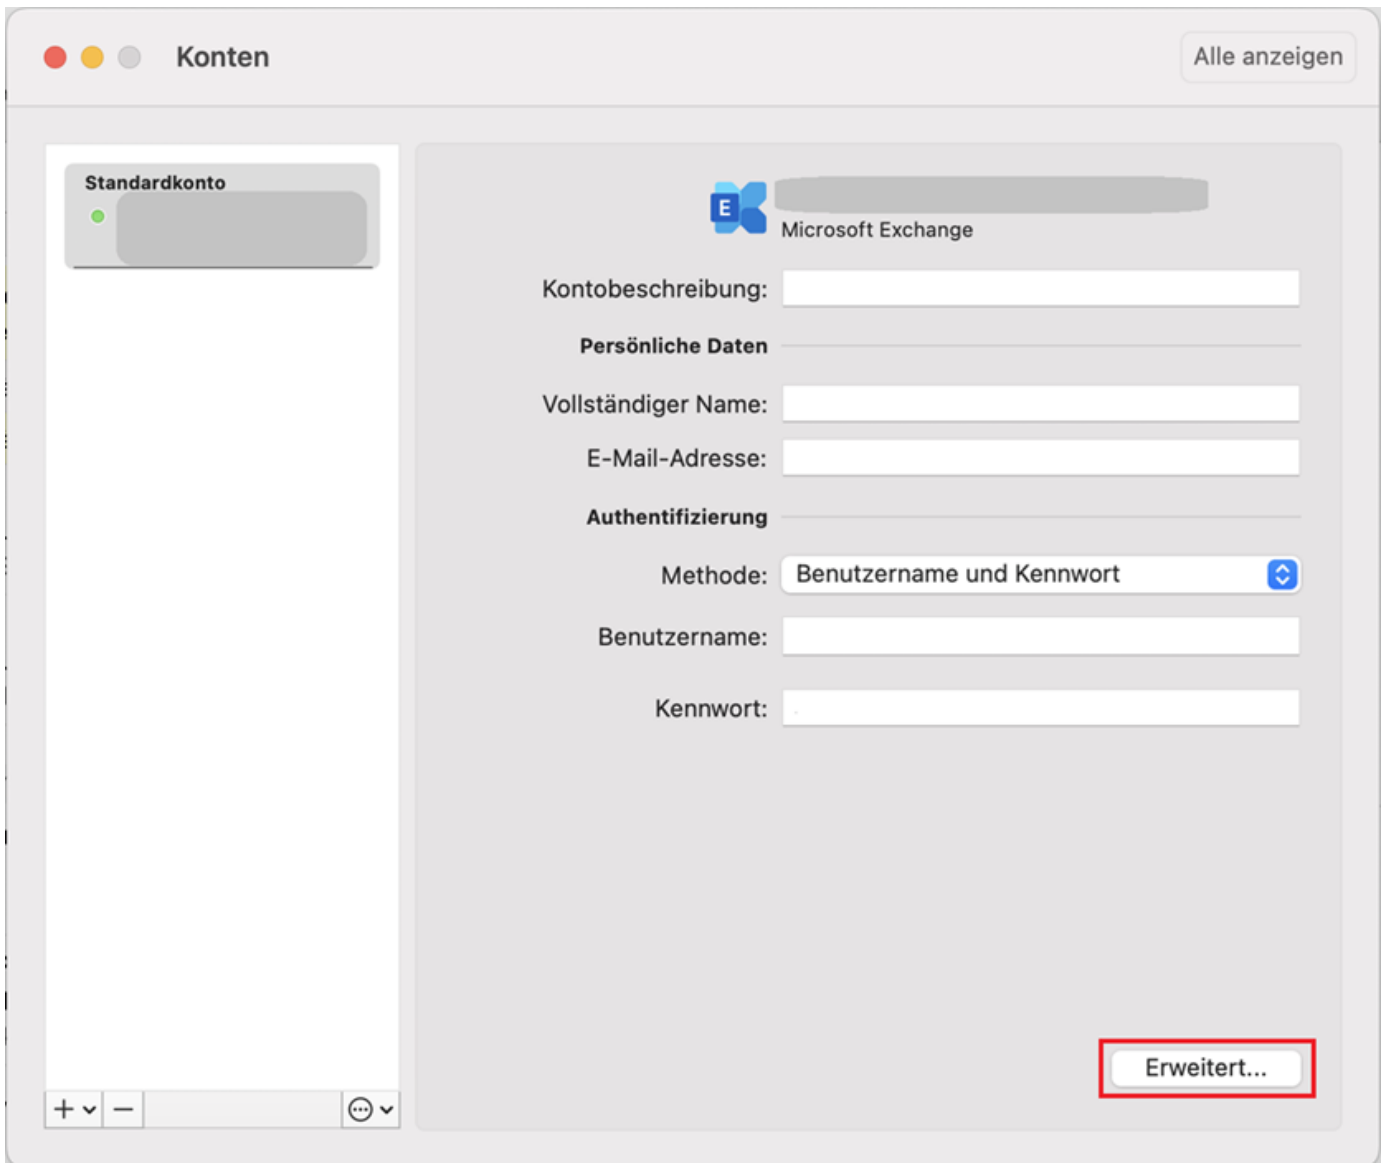 Konten
Alle anzeigen
Standardkonto
E
Microsoft Exchange
Kontobeschreibung:
Persönliche Daten
Vollständiger Name:
E-Mail-Adresse:
Authentifizierung
Methode: Benutzername und Kennwort
Benutzername:
Kennwort:
Erweitert...